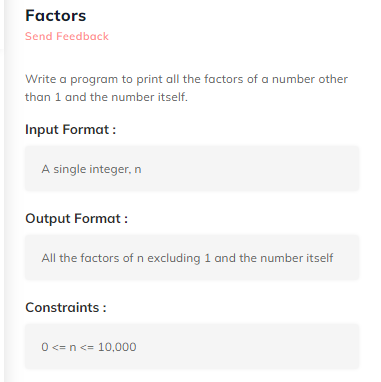 Factors
Send Feedback
Write a program to print all the factors of a number other
than 1 and the number itself.
Input Format :
A single integer, n
Output Format :
All the factors of n excluding 1 and the number itself
Constraints :
0 <= n <= 10,000